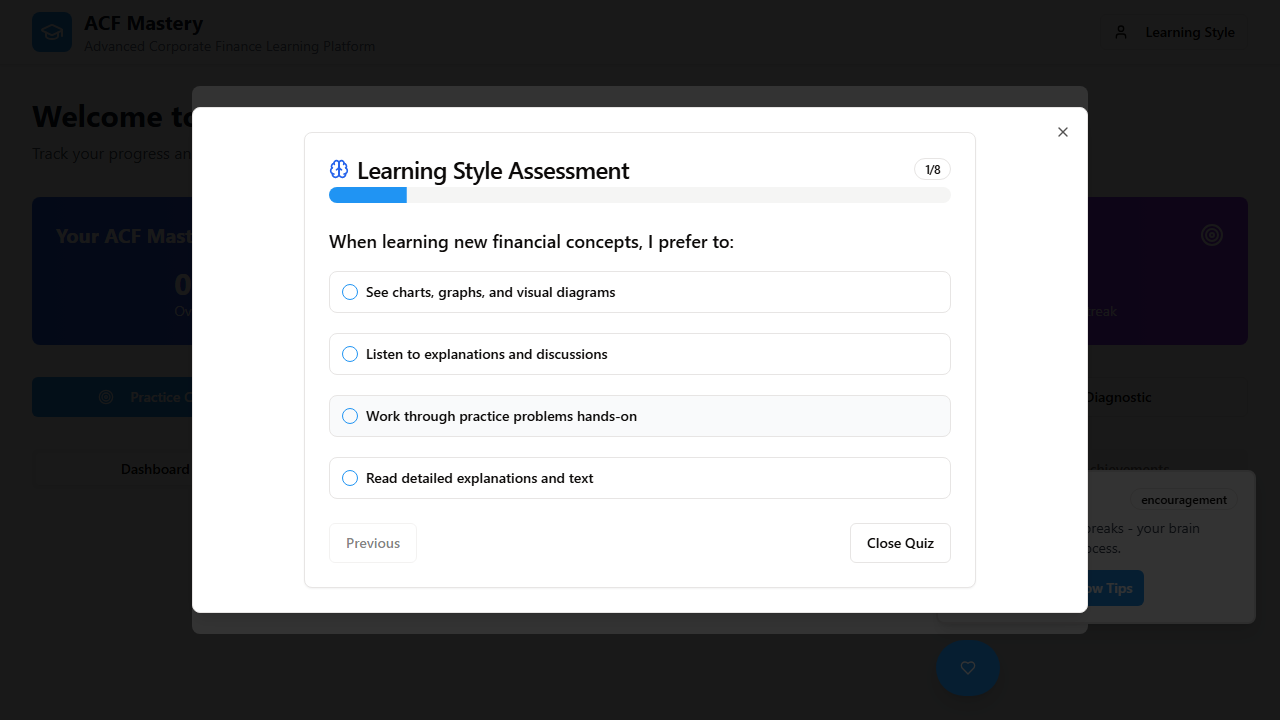 ACF Mastery
Advanced Corporate Finance Learning Platform
Learning Style
Welcome to
Track your progress an
Learning Style Assessment
1/8
Your ACF Mast
When learning new financial concepts, I prefer to:
0
Ov
reak
See charts, graphs, and visual diagrams
Listen to explanations and discussions
Practice
Diagnostic
Work through practice problems hands-on
Dashboard
chievements
Read detailed explanations and text
encouragement
breaks - your brain
ocess.
Previous
Close Quiz
ow Tips